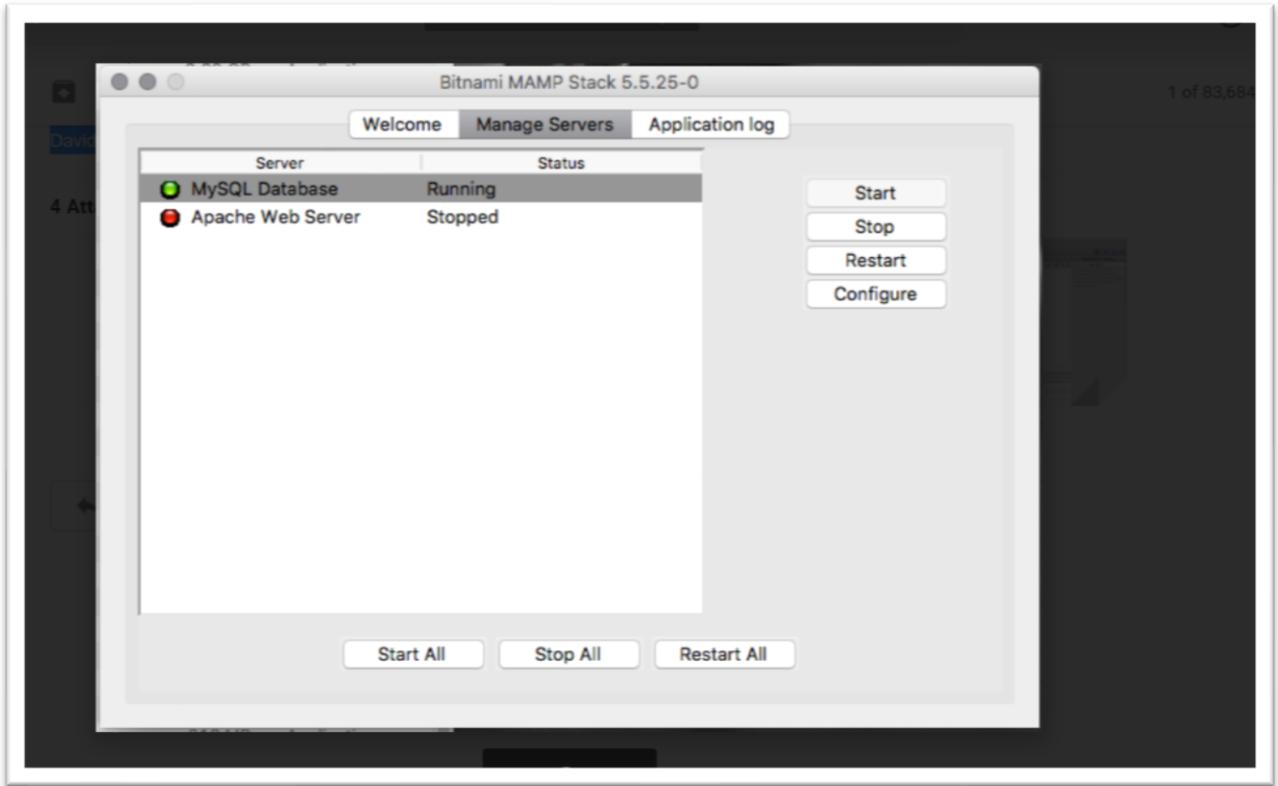 Bitnami MAMP Stack 5.5.25-0
1 of 83,684
Welcome Manage Servers Application log
David
Server Status
MySQL Database Running
Apache Web Server Stopped
4 Att
Start
Stop
Restart
Configure
Start All Stop All Restart All